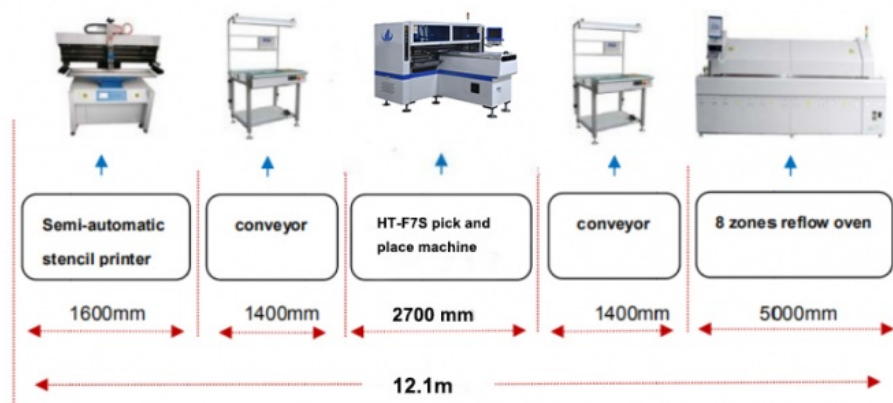 Semi-automatic
stencil printer
conveyor
HT-F7S pick and
place machine
conveyor
8 zones reflow oven
1600mm
1400mm
2700 mm
1400mm
5000mm
12.1m